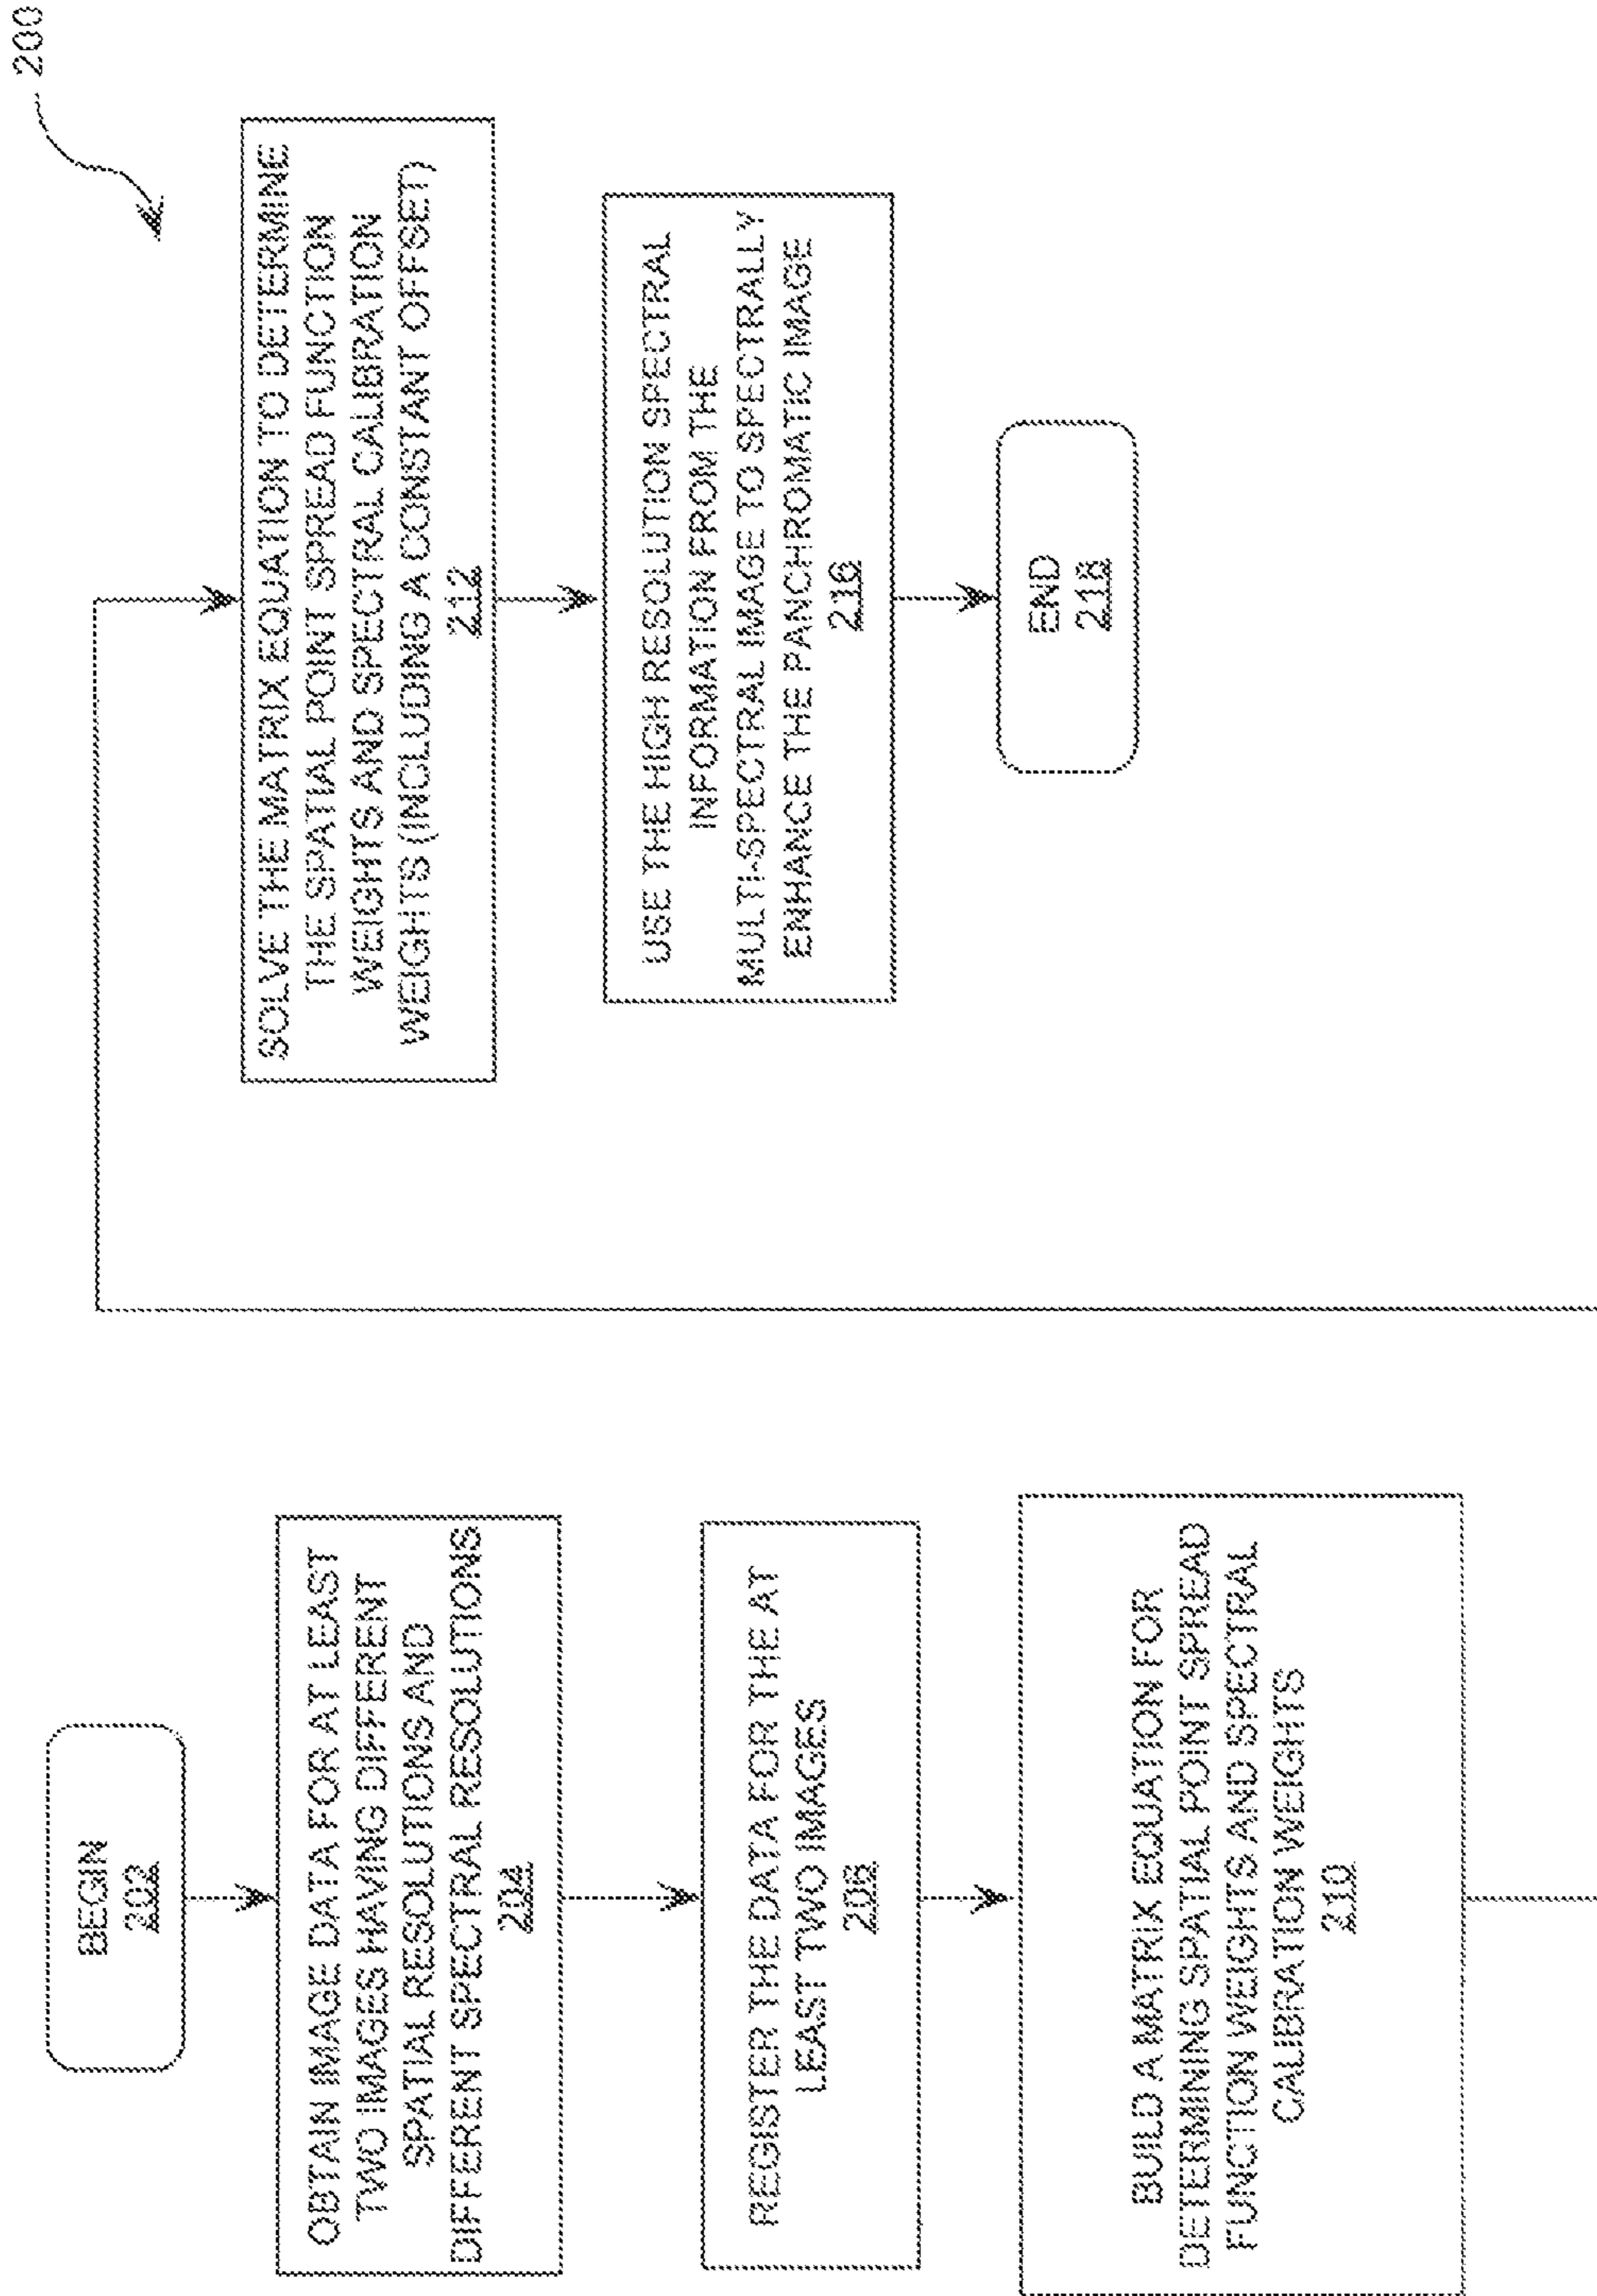 200
BEGIN
202
OBTAIN IMAGE DATA FOR AT LEAST
TWO IMAGES HAVING DIFFERENT
SPATIAL RESOLUTIONS AND
DIFFERENT SPECTRAL RESOLUTIONS
204
REGISTER THE DATA FOR THE AT
LEAST TWO IMAGES
206
BUILD A MATRIX EQUATION FOR
DETERMINING SPATIAL POINT SPREAD
FUNCTION WEIGHTS AND SPECTRAL
CALIBRATION WEIGHTS
210
SOLVE THE MATRIX EQUATION TO DETERMINE
THE SPATIAL POINT SPREAD FUNCTION
WEIGHTS AND SPECTRAL CALIBRATION
WEIGHTS (INCLUDING A CONSTANT OFFSET)
212
USE THE HIGH RESOLUTION SPECTRAL
INFORMATION FROM THE
MULTI-SPECTRAL IMAGE TO SPECTRALLY
ENHANCE THE PANCHROMATIC IMAGE
216
END
218